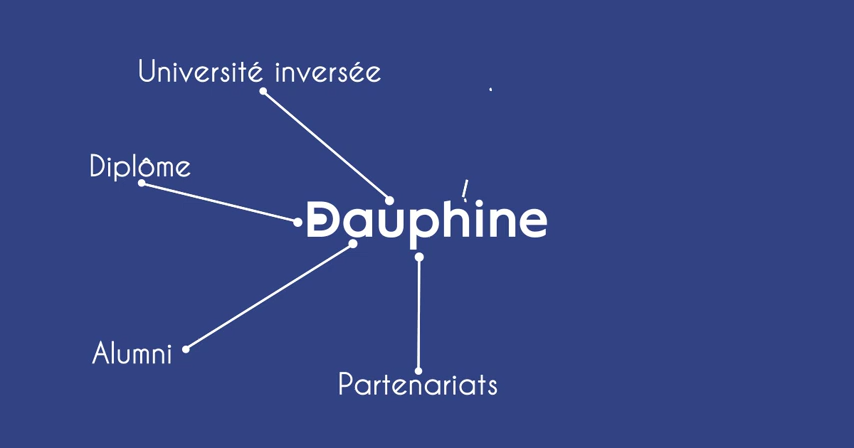 Université inversée
Diplôme
Dauphine
Alumni
Partenariats